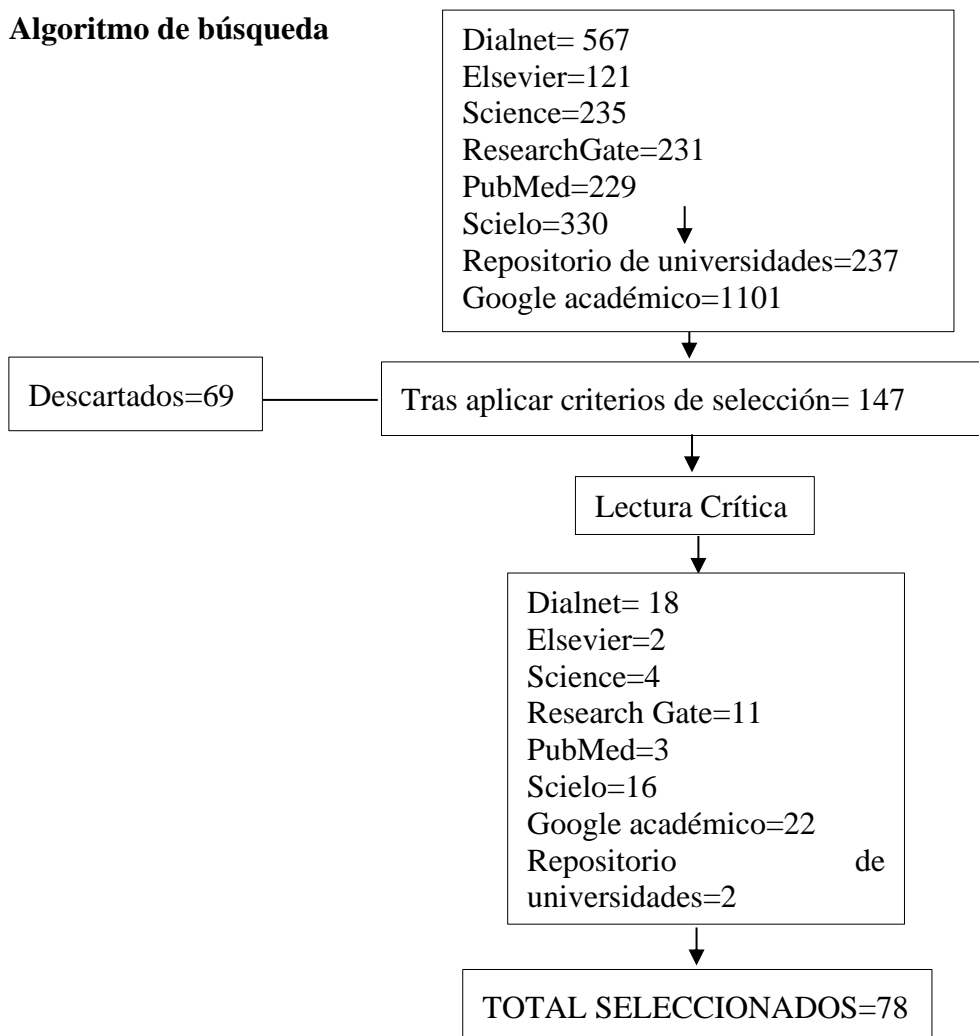 Algoritmo de búsqueda
Dialnet= 567
Elsevier=121
Science=235
ResearchGate=231
PubMed=229
Scielo=330
Repositorio de universidades=237
Google académico=1101
Descartados=69
Tras aplicar criterios de selección= 147
Lectura Crítica
Dialnet= 18
Elsevier=2
Science=4
Research Gate=11
PubMed=3
Scielo=16
Google académico=22
Repositorio de
universidades=2
TOTAL SELECCIONADOS=78